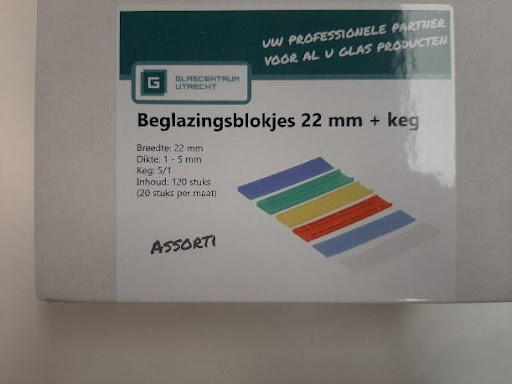 UW PROFESSIONELE PARTNER
VOOR AL U GLAS PRODUCTEN
G
GLASCENTRUM
UTRECHT
Beglazingsblokjes 22 mm + keg
Breedte: 22 mm
Dikte: 1 - 5 mm
Keg: 5/1
Inhoud: 120 stuks
(20 stuks per maat)
ASSORTI